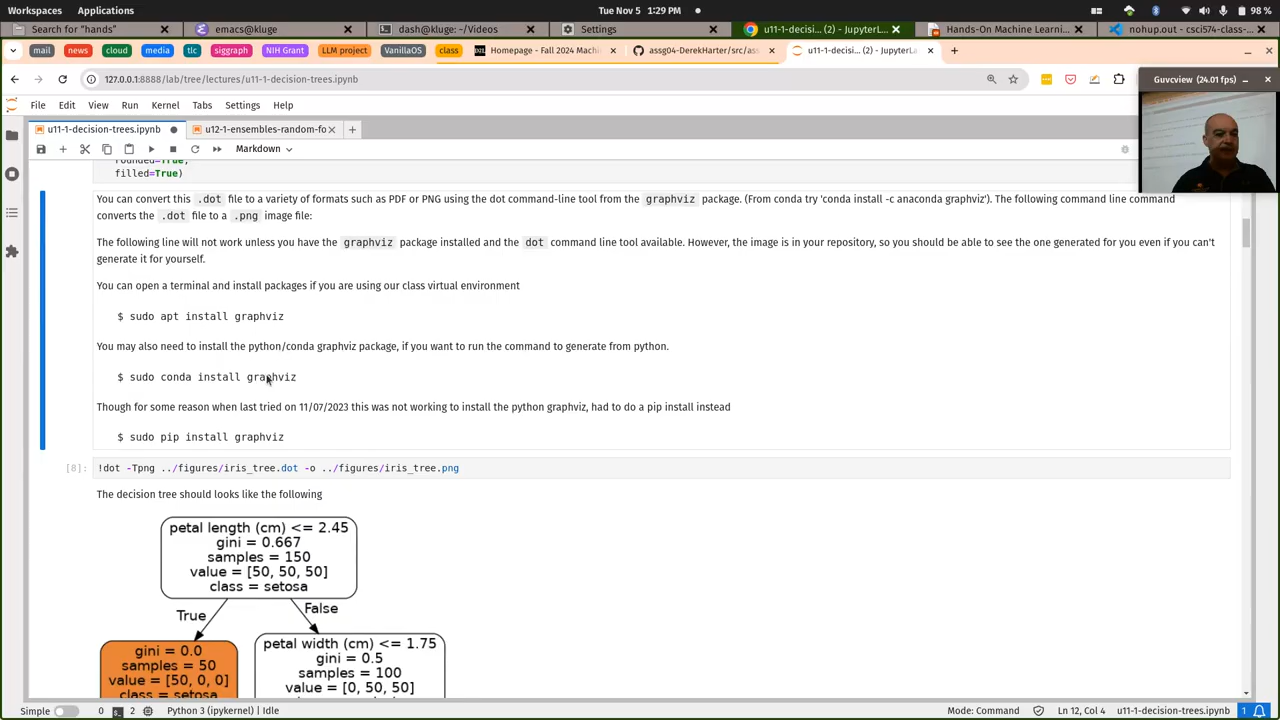 Workspaces Applications Tue Nov 5 1:29 PM 98 %
Search for "hands" emacs@kluge dash@kluge: ~/Videos Settings u11-1-decisi... (2) - JupyterL Hands-On Machine Learnin nohup.out - csci574-class-
mail news cloud media tlc siggraph NIH Grant LLM project VanillaOS class Homepage - Fall 2024 Machin assg04-DerekHarter/src/ass u11-1-decisi... (2) - JupyterL
127.0.0.1:8888/lab/tree/lectures/u11-1-decision-trees.ipynb
Guvcview (24.01 fps)
File Edit View Run Kernel Tabs Settings Help
u11-1-decision-trees.ipynb u12-1-ensembles-random-fo
Markdown
rounded=True,
filled=True)
You can convert this .dot file to a variety of formats such as PDF or PNG using the dot command-line tool from the graphviz package. (From conda try 'conda install -c anaconda graphviz'). The following command line command
converts the .dot file to a .png image file:
The following line will not work unless you have the graphviz package installed and the dot command line tool available. However, the image is in your repository, so you should be able to see the one generated for you even if you can't
generate it for yourself.
You can open a terminal and install packages if you are using our class virtual environment
$ sudo apt install graphviz
You may also need to install the python/conda graphviz package, if you want to run the command to generate from python.
$ sudo conda install graphviz
Though for some reason when last tried on 11/07/2023 this was not working to install the python graphviz, had to do a pip install instead
$ sudo pip install graphviz
[8]: !dot -Tpng ../figures/iris_tree.dot -o ../figures/iris_tree.png
The decision tree should looks like the following
petal length (cm) <= 2.45
gini = 0.667
samples = 150
value = [50, 50, 50]
class = setosa
True False
gini = 0.0
samples = 50
value = [50, 0, 0]
class = setosa
petal width (cm) <= 1.75
gini = 0.5
samples = 100
value = [0, 50, 50]
Simple 0 2 Python 3 (ipykernel) | Idle Mode: Command Ln 12, Col 4 u11-1-decision-trees.ipynb 1